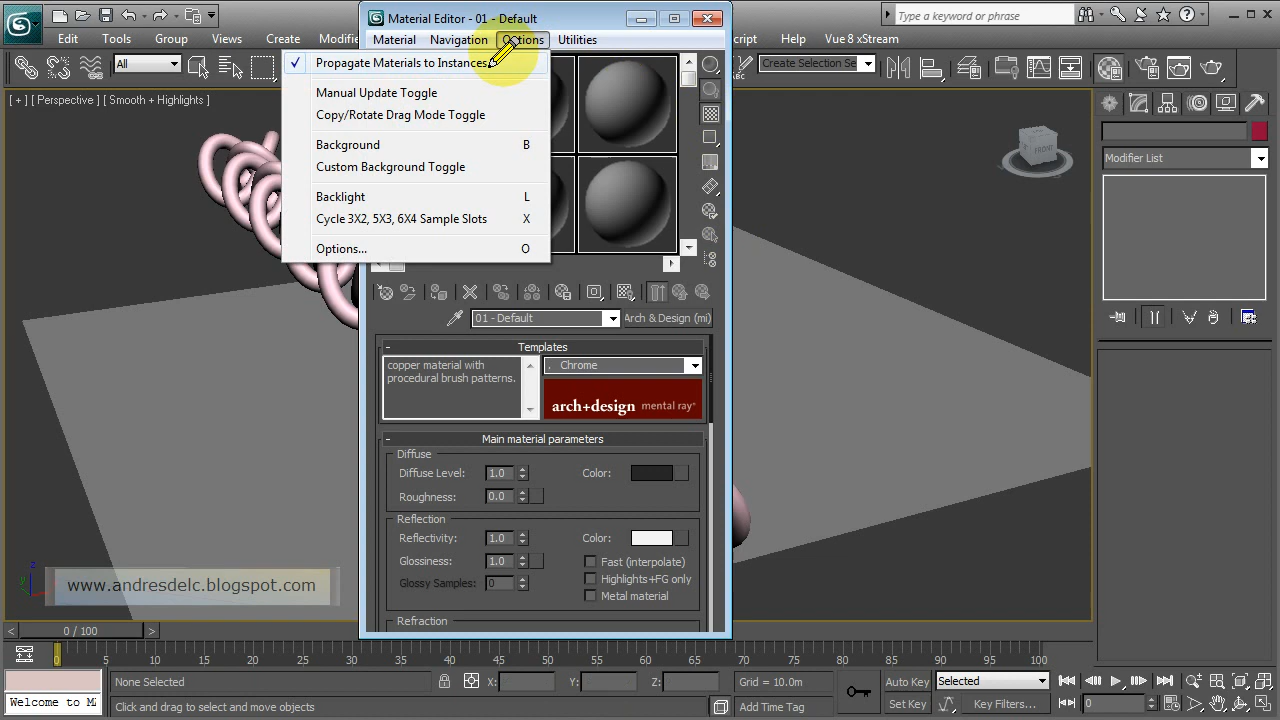 Material Editor - 01 - Default
Type a keyword or phrase
Edit Tools Group Views Create Modifi
Material Navigation Options Utilities
Script Help Vue 8 xStream
All
Create Selection Se
✓ Propagate Materials to Instances
Manual Update Toggle
Copy/Rotate Drag Mode Toggle
Background B
Custom Background Toggle
Backlight L
Cycle 3X2, 5X3, 6X4 Sample Slots X
Options... O
[ + ] Perspective [ Smooth + Highlights ]
FRONT
Modifier List
01 - Default
Arch & Design (mi)
- Templates
copper material with
procedural brush patterns.
. Chrome
arch+design mental ray®
- Main material parameters
Diffuse
Diffuse Level: 1.0 Color:
Roughness: 0.0
Reflection
Reflectivity: 1.0 Color:
Glossiness: 1.0 Fast (interpolate)
Glossy Samples: 0 Highlights+FG only
Metal material
Refraction
www.andresdelc.blogspot.com
z
y
< 0 / 100 >
0 5 10 15 20 25 30 35 40 45 50 55 60 65 70 75 80 85 90 95 100
None Selected X: Y: Z: Grid = 10.0m Auto Key Selected
Welcome to MA
Click and drag to select and move objects Add Time Tag Set Key Key Filters... 0